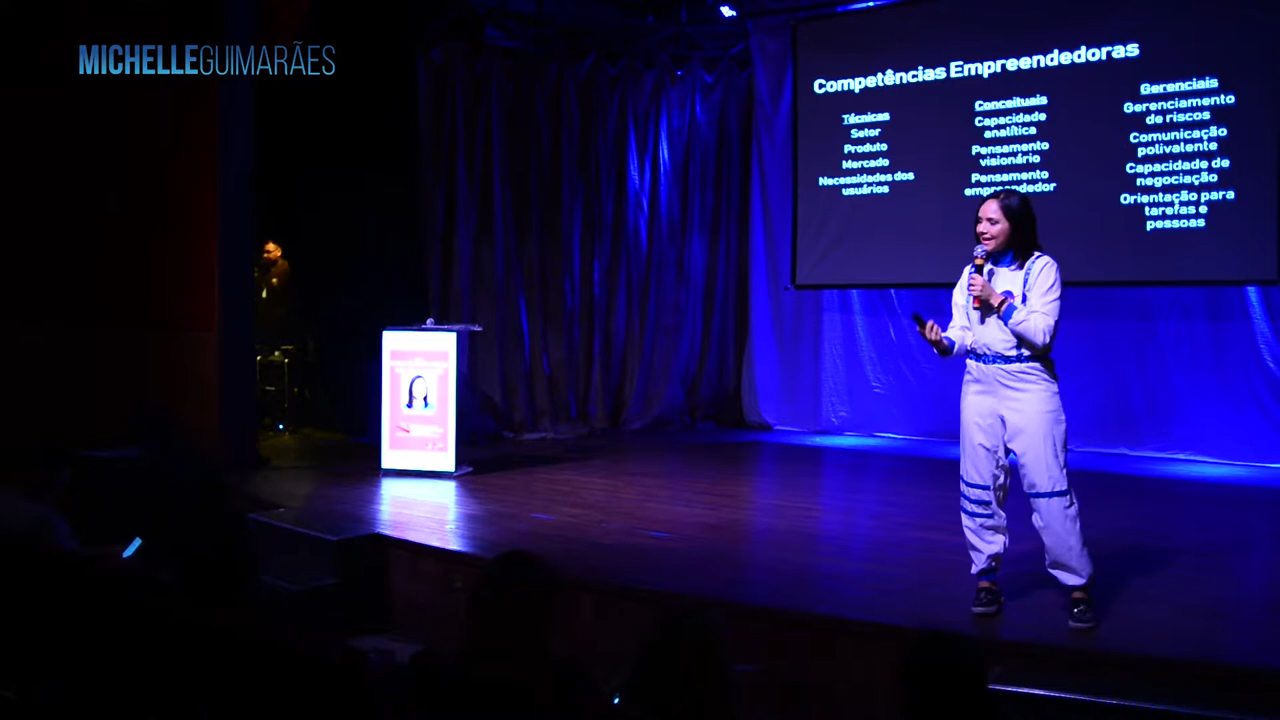 MICHELLEGUIMARÃES
Competências Empreendedoras
Técnicas
Setor
Produto
Mercado
Necessidades dos
usuários
Conceituais
Capacidade
analítica
Pensamento
visionário
Pensamento
empreendedor
Gerenciais
Gerenciamento
de riscos
Comunicação
polivalente
Capacidade de
negociação
Orientação para
tarefas e
pessoas